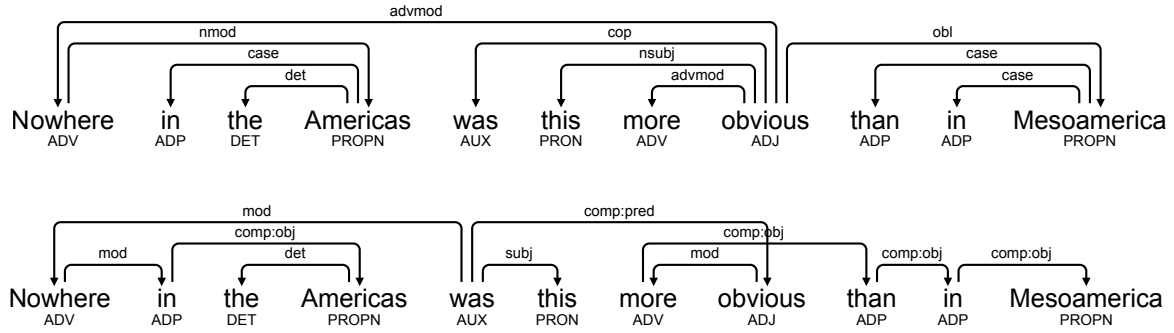 advmod
nmod cop obl
case nsubj case
det advmod case
Nowhere in the Americas was this more obvious than in Mesoamerica
ADV ADP DET PROPN AUX PRON ADV ADJ ADP ADP PROPN
mod comp:pred
comp:obj comp:obj
mod det subj mod comp:obj comp:obj
Nowhere in the Americas was this more obvious than in Mesoamerica
ADV ADP DET PROPN AUX PRON ADV ADJ ADP ADP PROPN